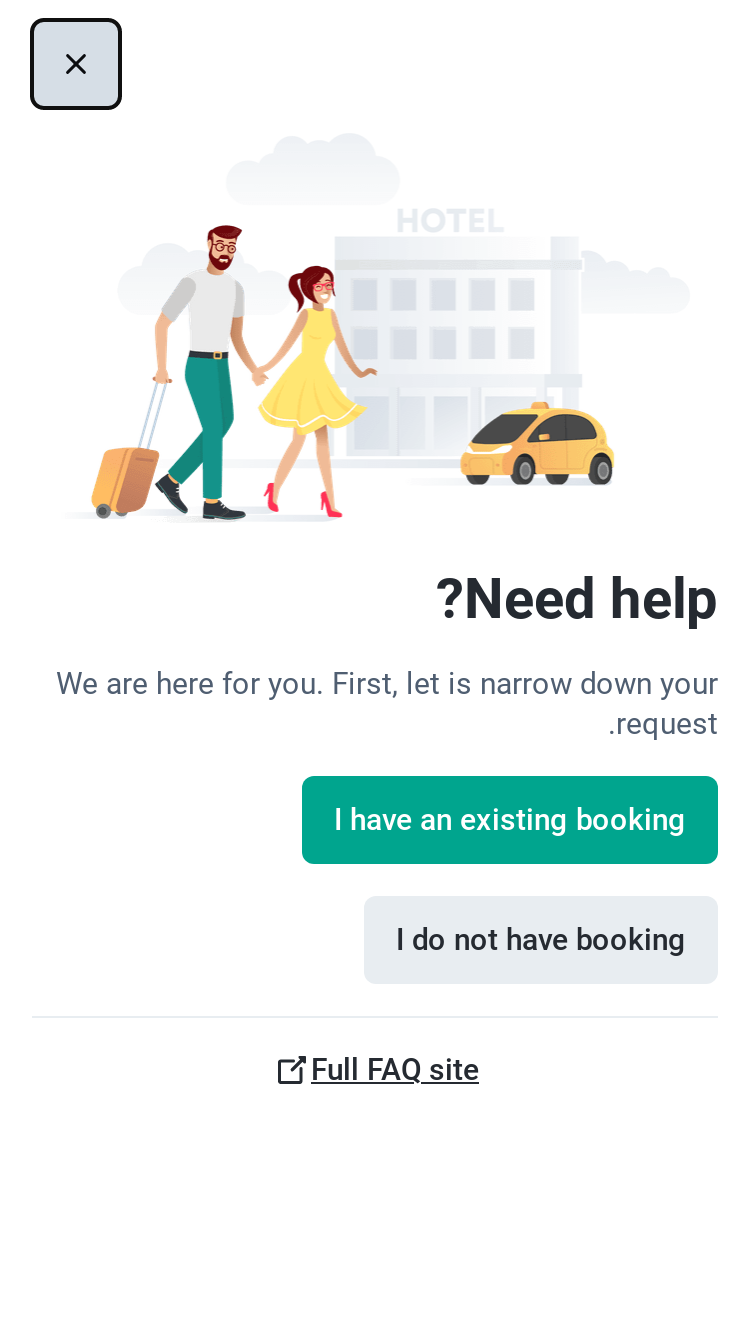 HOTEL
?Need help
We are here for you. First, let is narrow down your
.request
I have an existing booking
I do not have booking
Full FAQ site